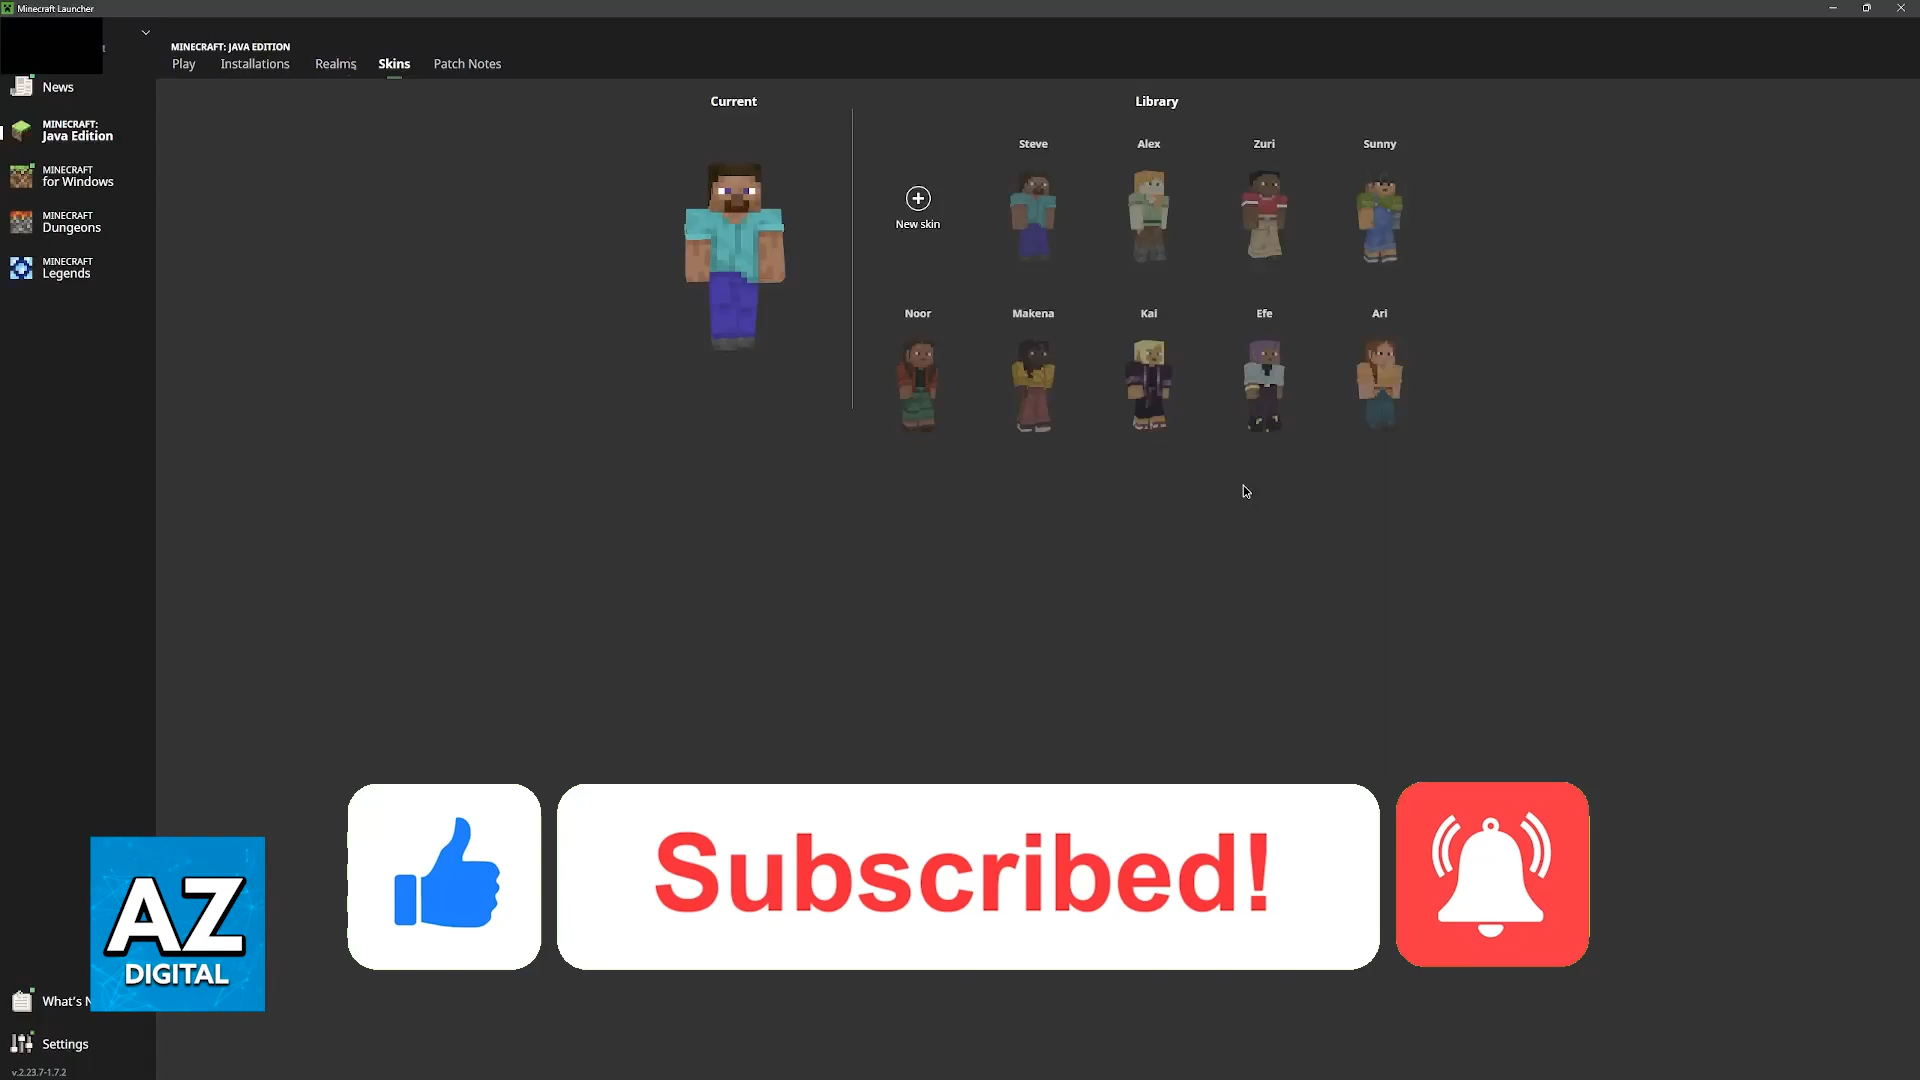 Minecraft Launcher
MINECRAFT: JAVA EDITION
Play Installations Realms Skins Patch Notes
News
MINECRAFT:
Java Edition
MINECRAFT
for Windows
MINECRAFT
Dungeons
MINECRAFT
Legends
Current
Library
New skin
Steve Alex Zuri Sunny
Noor Makena Kai Efe Ari
Subscribed!
AZ
DIGITAL
What's N
Settings
v.2.23.7-1.7.2